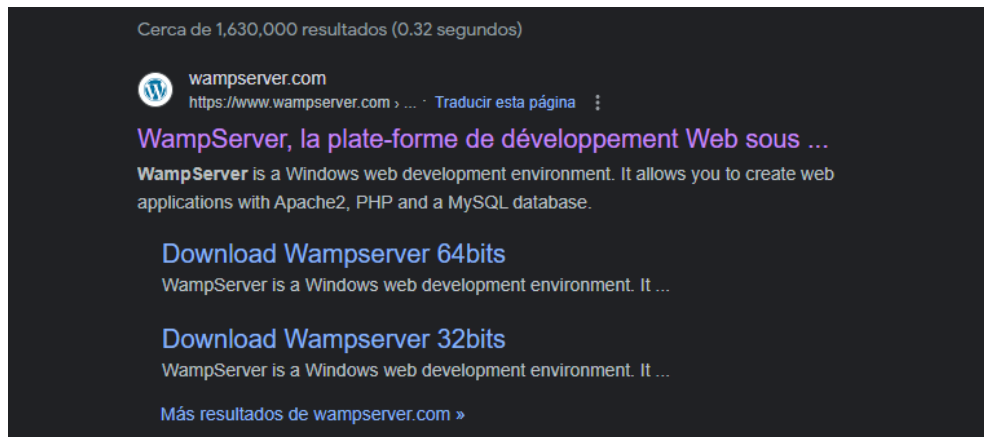 Cerca de 1,630,000 resultados (0.32 segundos)
wampserver.com
https://www.wampserver.com › ... · Traducir esta página
WampServer, la plate-forme de développement Web sous ...
WampServer is a Windows web development environment. It allows you to create web
applications with Apache2, PHP and a MySQL database.
Download Wampserver 64bits
WampServer is a Windows web development environment. It ...
Download Wampserver 32bits
WampServer is a Windows web development environment. It ...
Más resultados de wampserver.com »